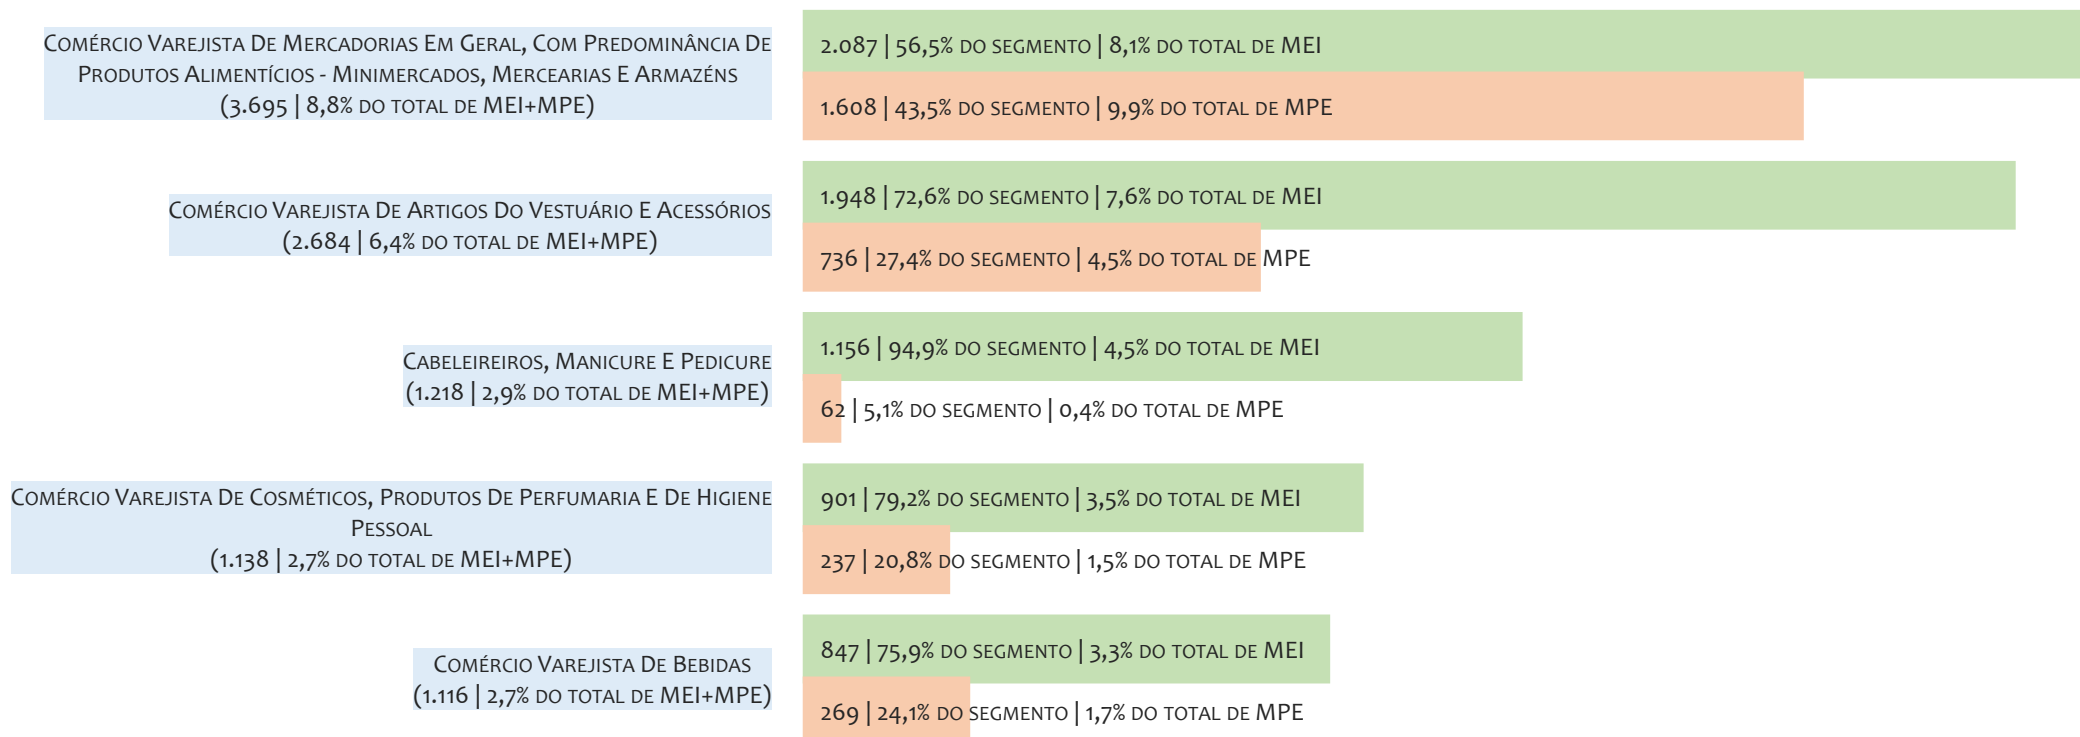 Comércio Varejista De Mercadorias Em Geral, Com Predominância De
Produtos Alimentícios - Minimercados, Mercearias E Armazéns
(3.695 | 8,8% do total de MEI+MPE)
2.087 | 56,5% do segmento | 8,1% do total de MEI
1.608 | 43,5% do segmento | 9,9% do total de MPE
Comércio Varejista De Artigos Do Vestuário E Acessórios
(2.684 | 6,4% do total de MEI+MPE)
1.948 | 72,6% do segmento | 7,6% do total de MEI
736 | 27,4% do segmento | 4,5% do total de MPE
Cabeleireiros, Manicure E Pedicure
(1.218 | 2,9% do total de MEI+MPE)
1.156 | 94,9% do segmento | 4,5% do total de MEI
62 | 5,1% do segmento | 0,4% do total de MPE
Comércio Varejista De Cosméticos, Produtos De Perfumaria E De Higiene
Pessoal
(1.138 | 2,7% do total de MEI+MPE)
901 | 79,2% do segmento | 3,5% do total de MEI
237 | 20,8% do segmento | 1,5% do total de MPE
Comércio Varejista De Bebidas
(1.116 | 2,7% do total de MEI+MPE)
847 | 75,9% do segmento | 3,3% do total de MEI
269 | 24,1% do segmento | 1,7% do total de MPE